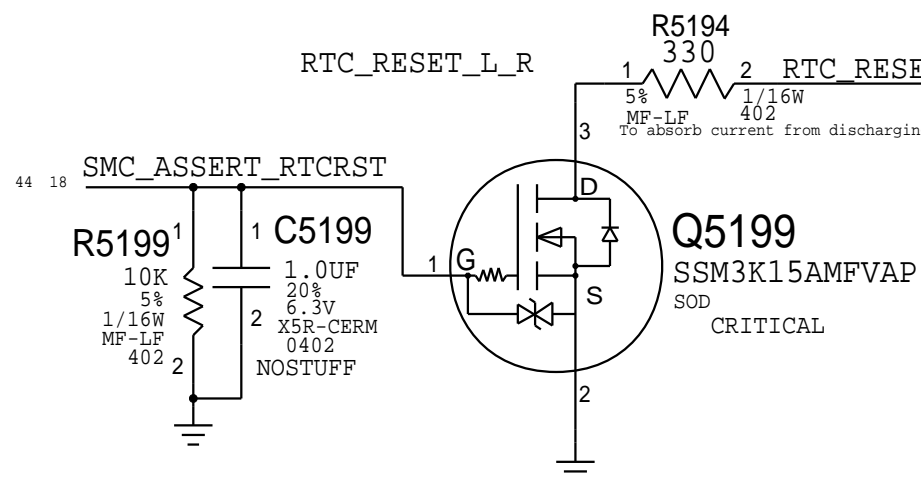 R5194
330
RTC_RESET_L_R
1
2
RTC_RESE
5%
1/16W
MF-LF
402
To absorb current from dischargin
3
44 18
SMC_ASSERT_RTCRST
D
R5199
1
10K
5%
1/16W
MF-LF
402
2
1
C5199
1.0UF
20%
6.3V
2
X5R-CERM
0402
NOSTUFF
1
G
S
Q5199
SSM3K15AMFVAP
SOD
CRITICAL
2